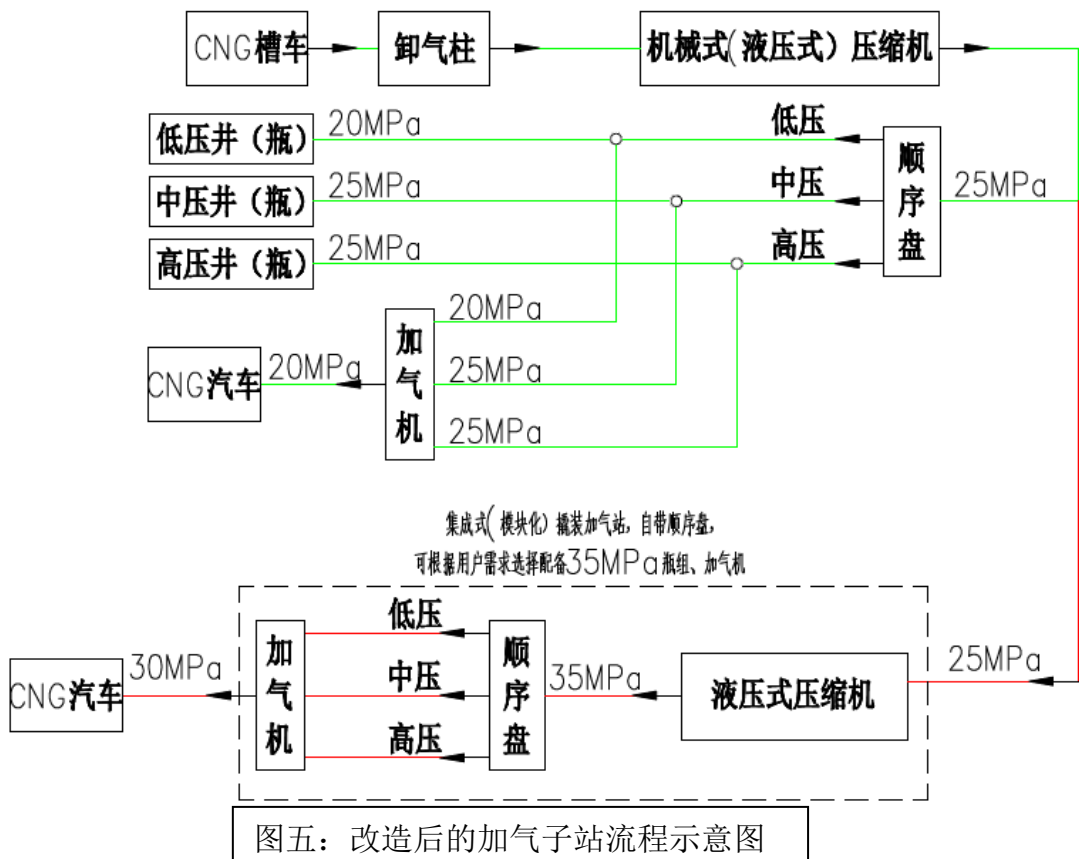 CNG槽车
卸气柱
机械式(液压式)压缩机
低压井（瓶）
20MPa
低压
中压井（瓶）
25MPa
中压
高压井（瓶）
25MPa
高压
顺序盘
25MPa
20MPa
加气机
CNG汽车
20MPa
25MPa
25MPa
集成式(模块化)撬装加气站,自带顺序盘,
可根据用户需求选择配备35MPa瓶组、加气机
低压
中压
高压
加气机
顺序盘
CNG汽车
30MPa
35MPa
液压式压缩机
25MPa
图五：改造后的加气子站流程示意图